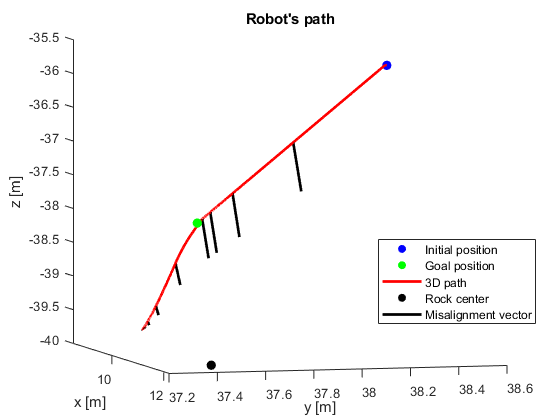 Robot's path
-35.5
-36
-36.5
-37
-37.5
-38
-38.5
-39
-39.5
-40
z [m]
Initial position
Goal position
3D path
Rock center
Misalignment vector
10
12
x [m]
37.2
37.4
37.6
37.8
38
38.2
38.4
38.6
y [m]